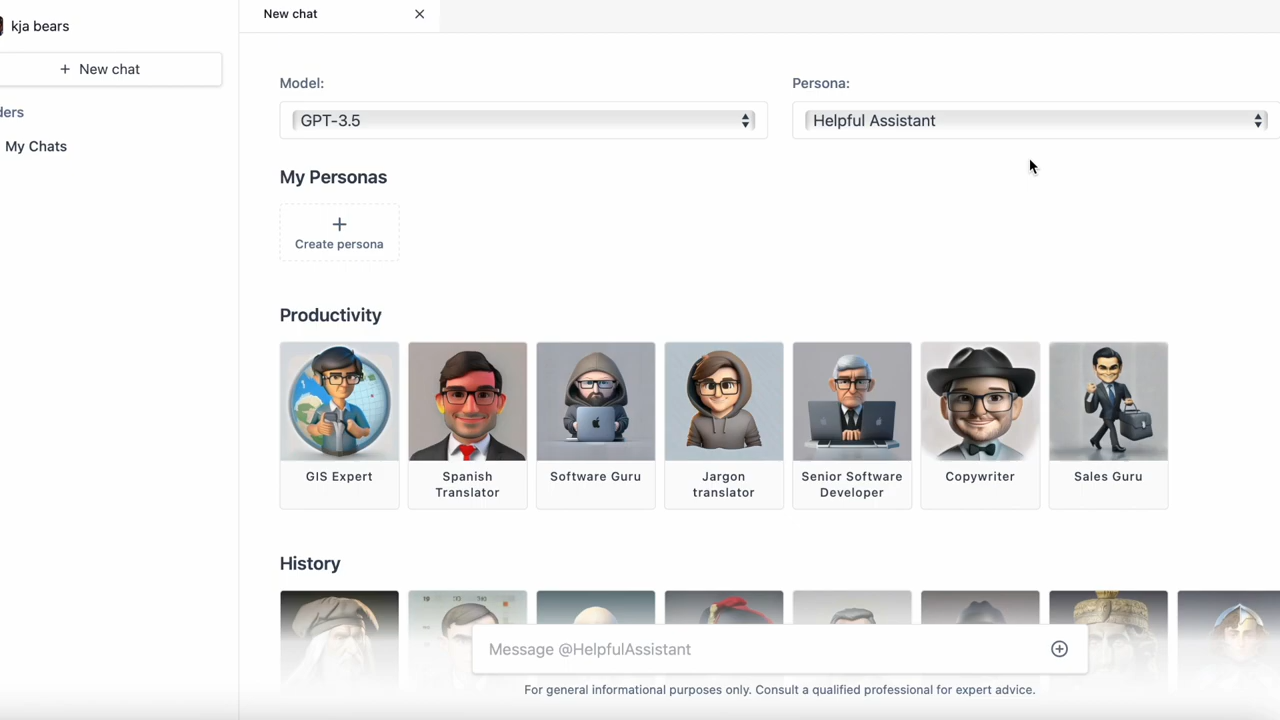 kja bears
New chat
+ New chat
ders
My Chats
Model:
Persona:
GPT-3.5
Helpful Assistant
My Personas
Create persona
Productivity
GIS Expert
Spanish
Translator
Software Guru
Jargon
translator
Senior Software
Developer
Copywriter
Sales Guru
History
Message @HelpfulAssistant
For general informational purposes only. Consult a qualified professional for expert advice.